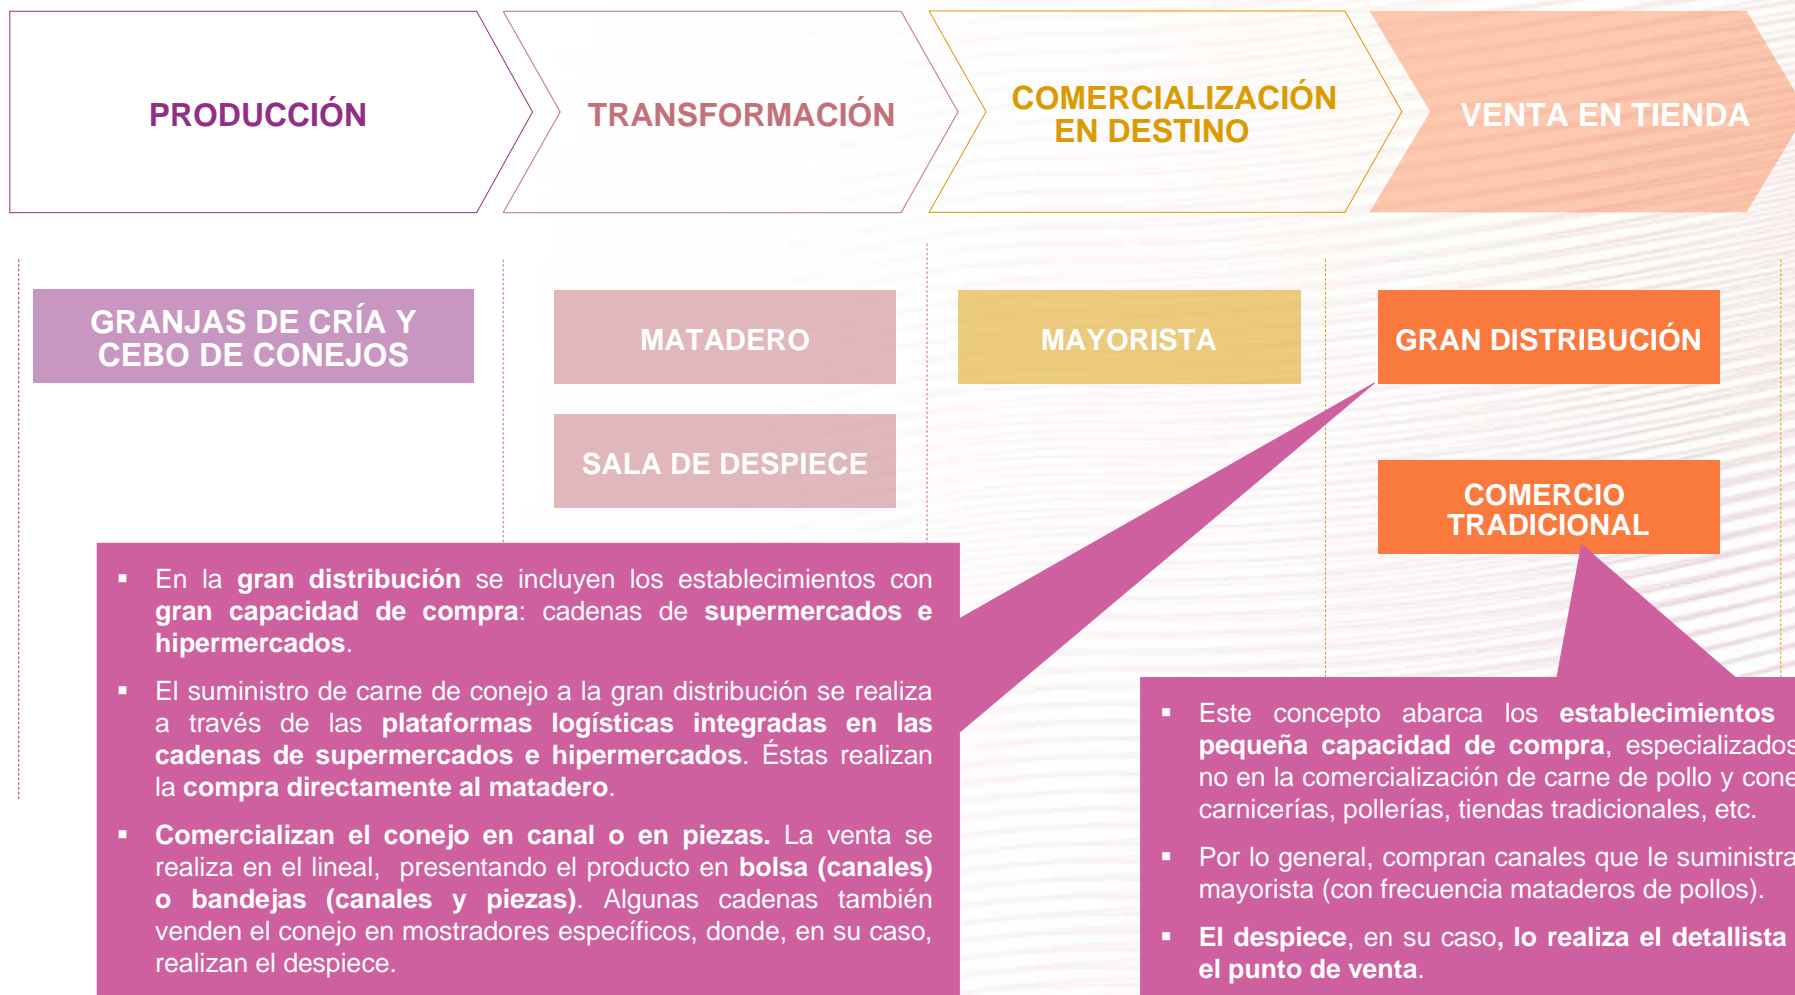 PRODUCCIÓN
TRANSFORMACIÓN
COMERCIALIZACIÓN
EN DESTINO
VENTA EN TIENDA
GRANJAS DE CRÍA Y
CEBO DE CONEJOS
MATADERO
SALA DE DESPIECE
MAYORISTA
GRAN DISTRIBUCIÓN
COMERCIO
TRADICIONAL
▪ En la gran distribución se incluyen los establecimientos con
gran capacidad de compra: cadenas de supermercados e
hipermercados.
▪ El suministro de carne de conejo a la gran distribución se realiza
a través de las plataformas logísticas integradas en las
cadenas de supermercados e hipermercados. Éstas realizan
la compra directamente al matadero.
▪ Comercializan el conejo en canal o en piezas. La venta se
realiza en el lineal, presentando el producto en bolsa (canales)
o bandejas (canales y piezas). Algunas cadenas también
venden el conejo en mostradores específicos, donde, en su caso,
realizan el despiece.
▪ Este concepto abarca los establecimientos
pequeña capacidad de compra, especializados
no en la comercialización de carne de pollo y
carnicerías, pollerías, tiendas tradicionales, etc.
▪ Por lo general, compran canales que le
mayorista (con frecuencia mataderos de pollos).
▪ El despiece, en su caso, lo realiza el detallista
el punto de venta.